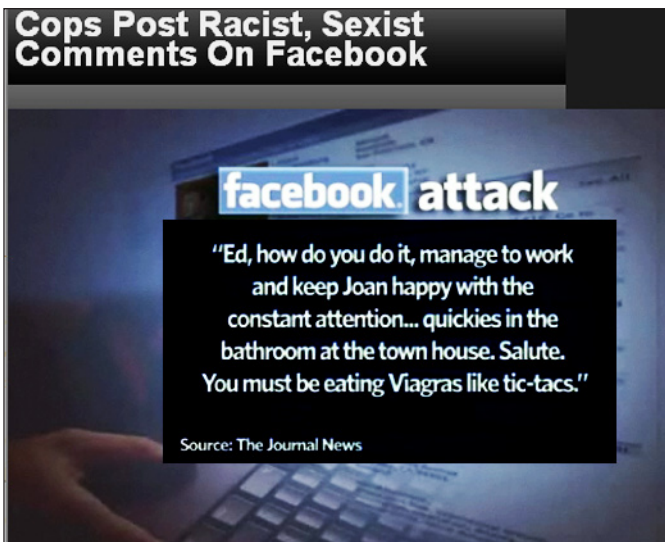 Cops Post Racist, Sexist
Comments On Facebook
facebook. attack
"Ed, how do you do it, manage to work
and keep Joan happy with the
constant attention... quickies in the
bathroom at the town house. Salute.
You must be eating Viagras like tic-tacs."
Source: The Journal News